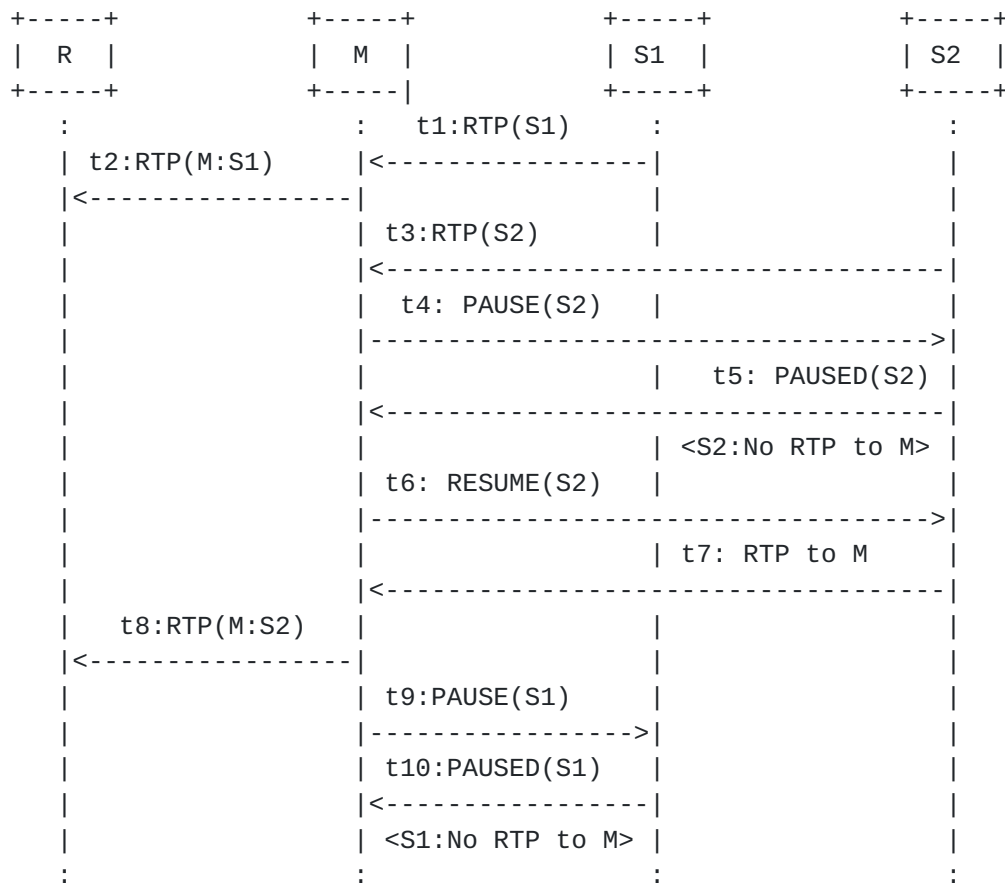 +-----+            +-----+            +-----+            +-----+
|  R  |            |  M  |            | S1  |            | S2  |
+-----+            +-----|            +-----+            +-----+
   :                  :   t1:RTP(S1)     :                  :
   | t2:RTP(M:S1)     |<-----------------|                  |
   |<-----------------|                  |                  |
   |                  | t3:RTP(S2)       |                  |
   |                  |<------------------------------------|
   |                  |  t4: PAUSE(S2)   |                  |
   |                  |------------------------------------>|
   |                  |                  |   t5: PAUSED(S2) |
   |                  |<------------------------------------|
   |                  |                  | <S2:No RTP to M> |
   |                  | t6: RESUME(S2)   |                  |
   |                  |------------------------------------>|
   |                  |                  | t7: RTP to M     |
   |                  |<------------------------------------|
   |   t8:RTP(M:S2)   |                  |                  |
   |<-----------------|                  |                  |
   |                  | t9:PAUSE(S1)     |                  |
   |                  |----------------->|                  |
   |                  | t10:PAUSED(S1)   |                  |
   |                  |<-----------------|                  |
   |                  | <S1:No RTP to M> |                  |
   :                  :                  :                  :